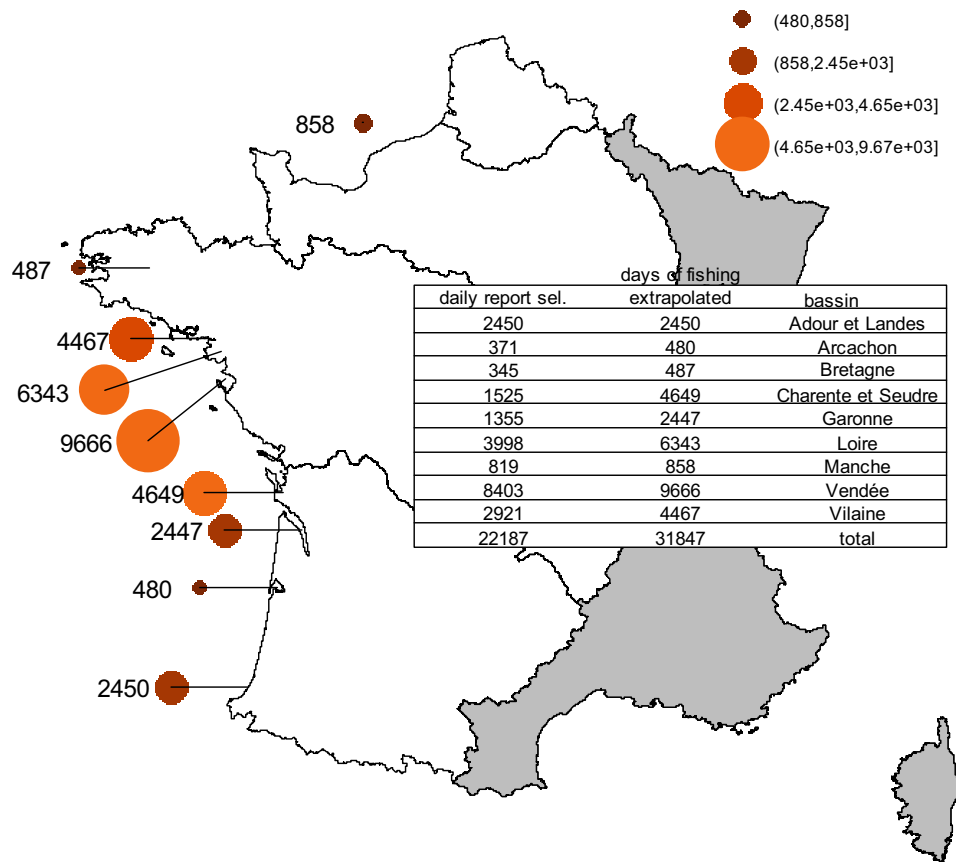 (480,858]
(858,2.45e+03]
(2.45e+03,4.65e+03]
(4.65e+03,9.67e+03]
858
487
4467
6343
9666
4649
2447
480
2450
days of fishing
daily report sel. extrapolated bassin
2450 2450 Adour et Landes
371 480 Arcachon
345 487 Bretagne
1525 4649 Charente et Seudre
1355 2447 Garonne
3998 6343 Loire
819 858 Manche
8403 9666 Vendée
2921 4467 Vilaine
22187 31847 total